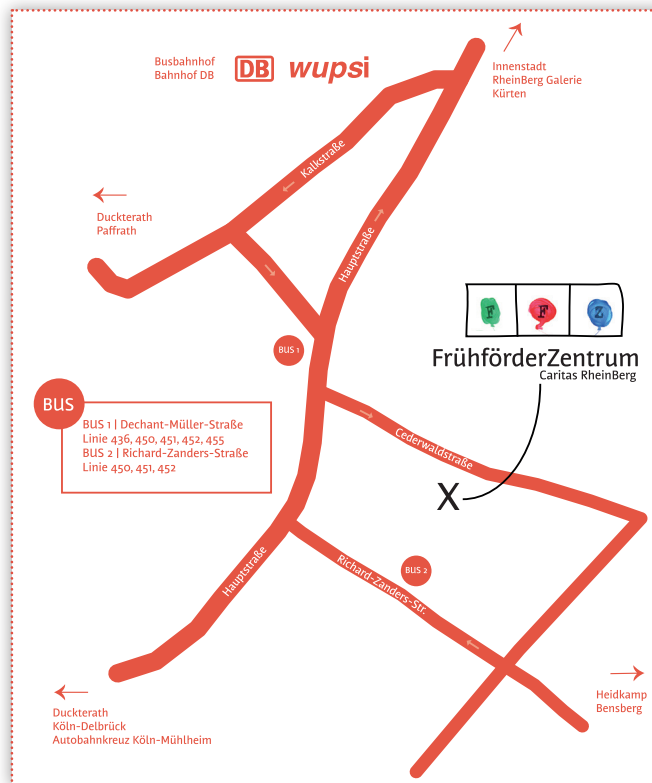 Busbahnhof
Bahnhof DB
DB
wupsi
Innenstadt
RheinBerg Galerie
Kürten
Kalkstraße
Duckterath
Paffrath
Hauptstraße
F F Z
FrühförderZentrum
Caritas RheinBerg
BUS 1
BUS
BUS 1 | Dechant-Müller-Straße
Linie 436, 450, 451, 452, 455
BUS 2 | Richard-Zanders-Straße
Linie 450, 451, 452
Cederwaldstraße
X
Hauptstraße
BUS 2
Richard-Zanders-Str.
Heidkamp
Bensberg
Duckterath
Köln-Delbrück
Autobahnkreuz Köln-Mühlheim